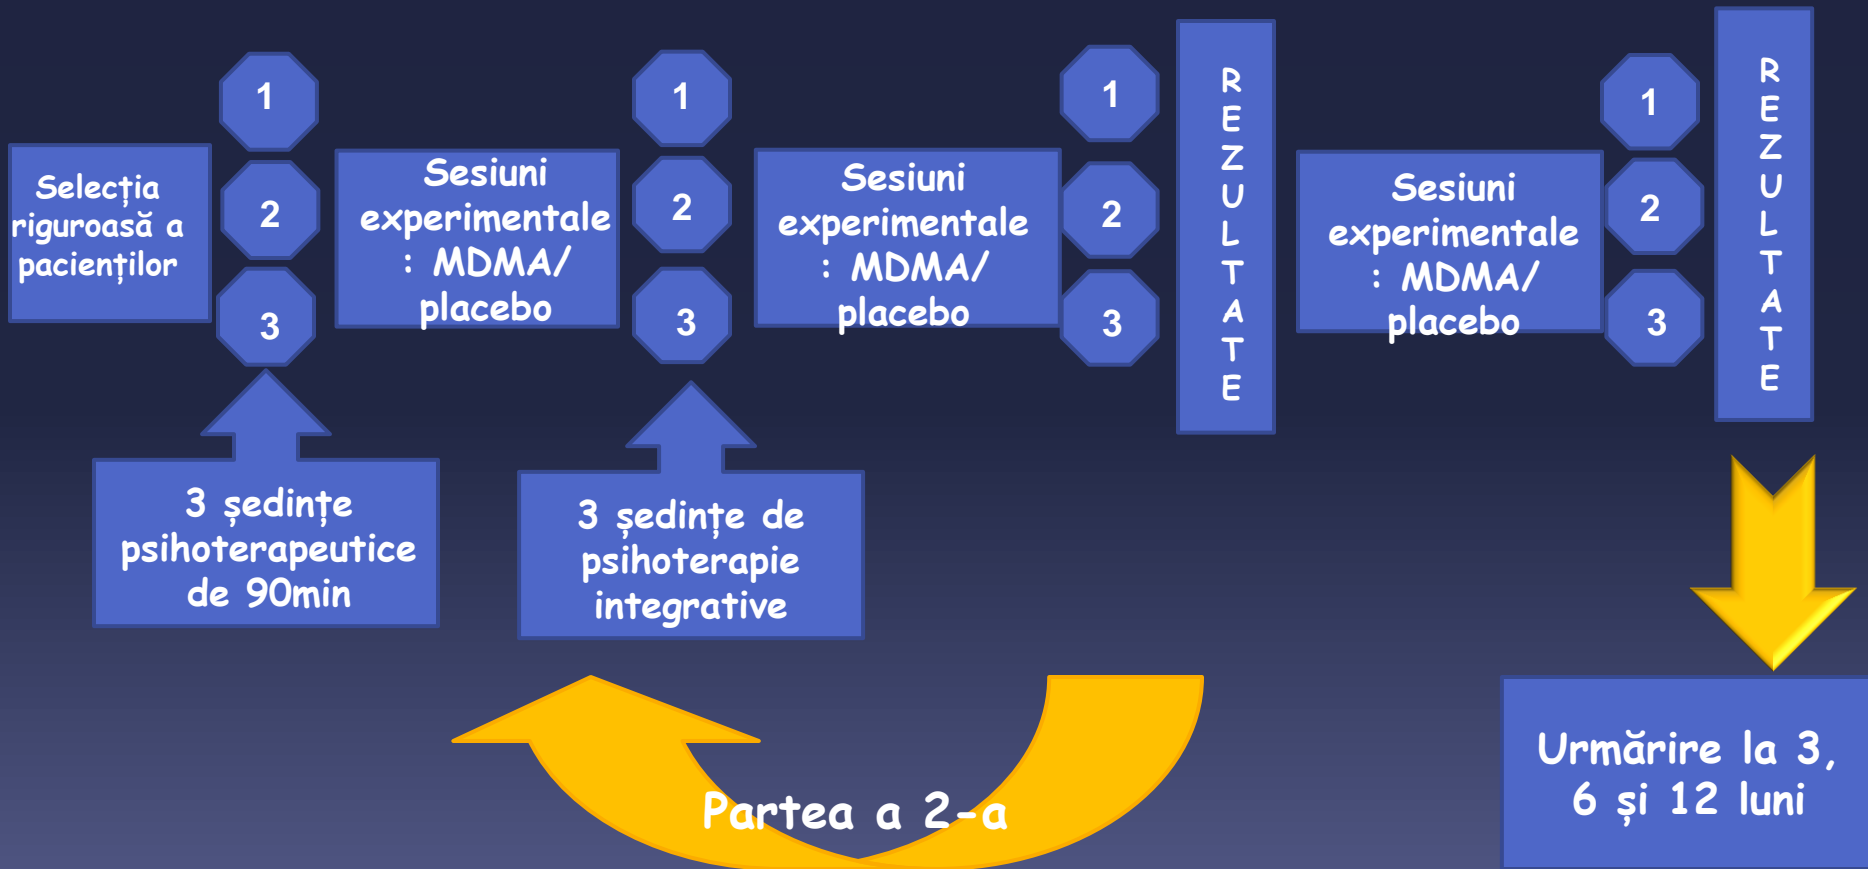 Selecția
riguroasă a
pacienților
1
2
3
Sesiuni
experimentale
: MDMA/
placebo
1
2
3
Sesiuni
experimentale
: MDMA/
placebo
1
2
3
REZULTATE
Sesiuni
experimentale
: MDMA/
placebo
1
2
3
REZULTATE
3 ședințe
psihoterapeutice
de 90min
3 ședințe de
psihoterapie
integrative
Partea a 2-a
Urmărire la 3,
6 și 12 luni